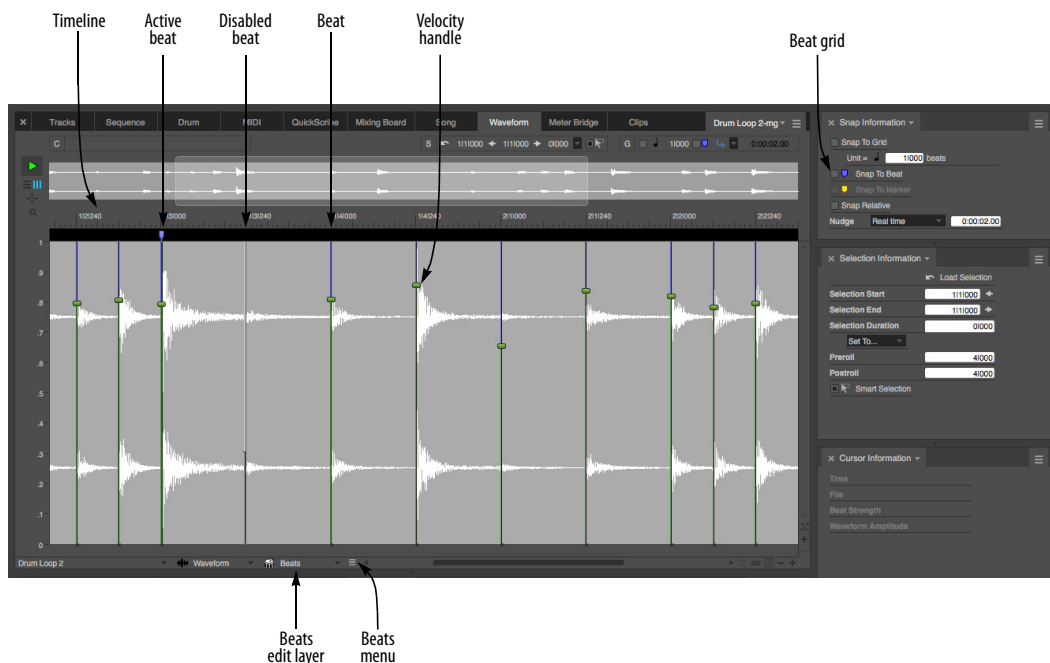 Timeline
Active
beat
Disabled
beat
Beat
Velocity
handle
Beat grid
Tracks Sequence Drum MIDI QuickScribe Mixing Board Song Waveform Meter Bridge Clips Drum Loop 2-mg
C S 1|1|000 1|1|000 0|000 G 1|000 0:00:02.00
1|2|240 1|3|000 1|3|240 1|4|000 1|4|240 2|1|000 2|1|240 2|2|000 2|2|240
1
.9
.8
.7
.6
.5
.4
.3
.2
.1
0
Drum Loop 2 Waveform Beats
Snap Information
Snap To Grid
Unit = 1|000 beats
Snap To Beat
Snap To Marker
Snap Relative
Nudge Real time 0:00:02.00
Selection Information
Load Selection
Selection Start 1|1|000
Selection End 1|1|000
Selection Duration 0|000
Set To...
Preroll 4|000
Postroll 4|000
Smart Selection
Cursor Information
Time
File
Beat Strength
Waveform Amplitude
Beats
edit layer
Beats
menu